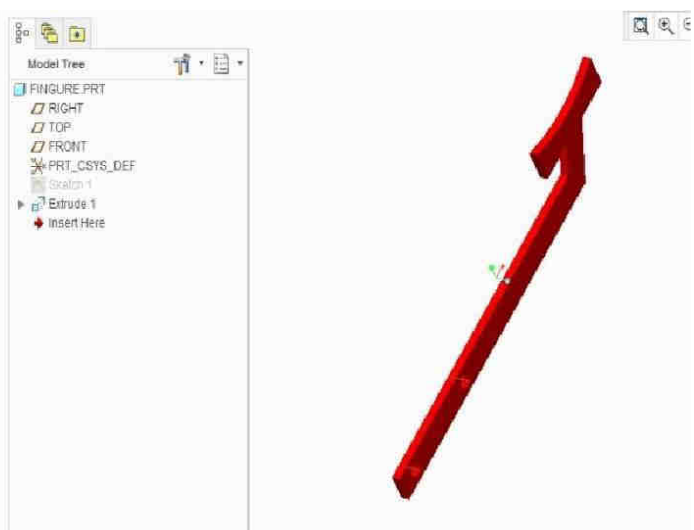 Model Tree
FINGURE.PRT
RIGHT
TOP
FRONT
PRT_CSYS_DEF
Sketch 1
Extrude 1
Insert Here